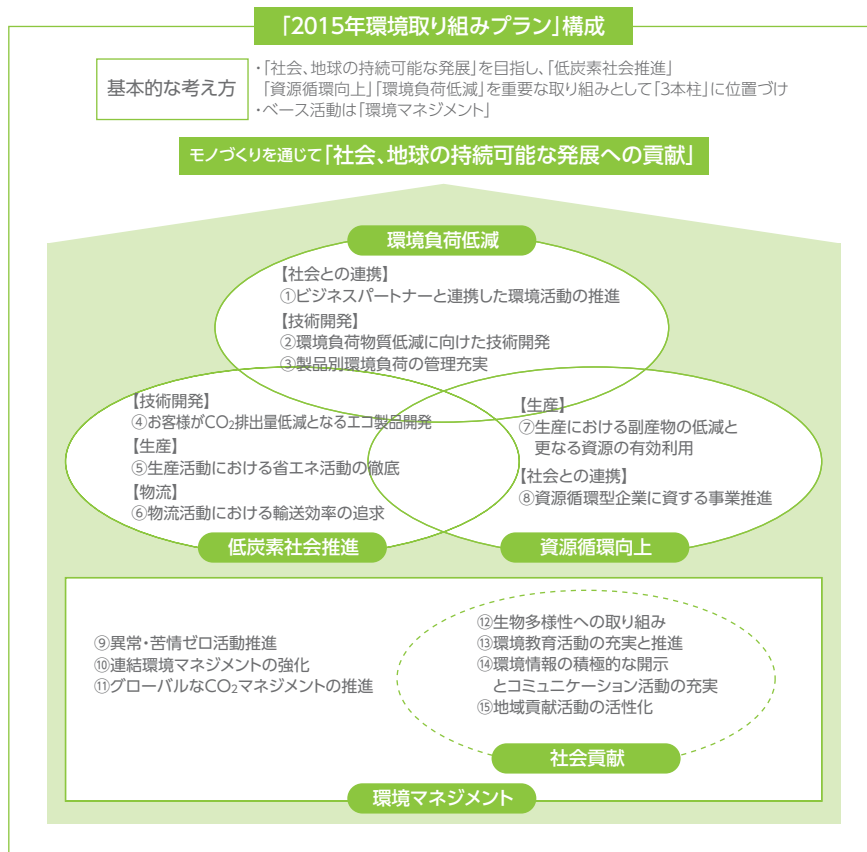 「2015年環境取り組みプラン」構成
基本的な考え方
・「社会、地球の持続可能な発展」を目指し、「低炭素社会推進」
「資源循環向上」「環境負荷低減」を重要な取り組みとして「3本柱」に位置づけ
・ベース活動は「環境マネジメント」
モノづくりを通じて「社会、地球の持続可能な発展への貢献」
環境負荷低減
【社会との連携】
①ビジネスパートナーと連携した環境活動の推進
【技術開発】
②環境負荷物質低減に向けた技術開発
③製品別環境負荷の管理充実
【技術開発】
④お客様がCO₂排出量低減となるエコ製品開発
【生産】
⑤生産活動における省エネ活動の徹底
【物流】
⑥物流活動における輸送効率の追求
低炭素社会推進
【生産】
⑦生産における副産物の低減と
更なる資源の有効利用
【社会との連携】
⑧資源循環型企業に資する事業推進
資源循環向上
⑨異常・苦情ゼロ活動推進
⑩連結環境マネジメントの強化
⑪グローバルなCO₂マネジメントの推進
⑫生物多様性への取り組み
⑬環境教育活動の充実と推進
⑭環境情報の積極的な開示
とコミュニケーション活動の充実
⑮地域貢献活動の活性化
社会貢献
環境マネジメント